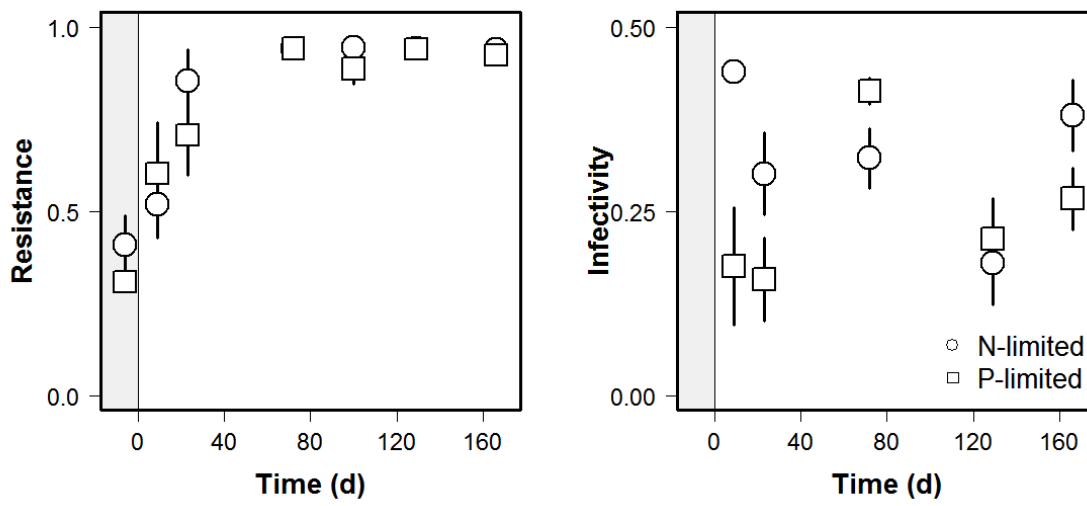 1.0
0.5
0.0
Resistance
0 40 80 120 160
Time (d)
0.50
0.25
0.00
Infectivity
N-limited
P-limited
0 40 80 120 160
Time (d)